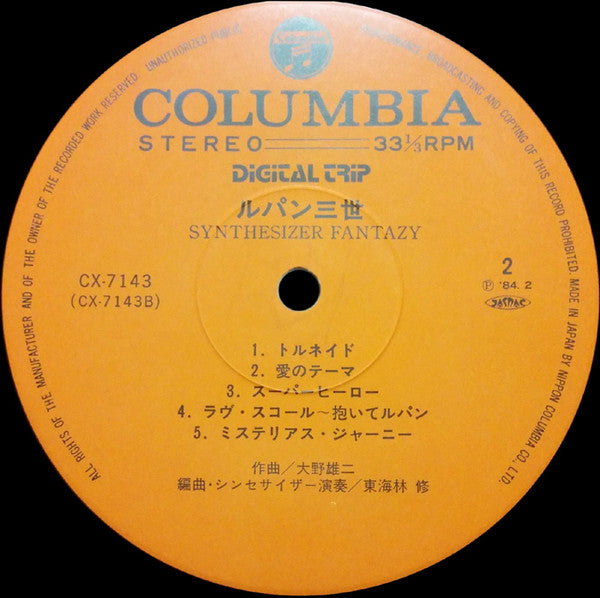 COLUMBIA
STEREO 33 1/3 RPM
DIGITAL TRIP
ルパン三世
SYNTHESIZER FANTAZY
CX-7143
(CX-7143B)
2
Ⓟ '84. 2
JASRAC
1. トルネイド
2. 愛のテーマ
3. スーパーヒーロー
4. ラヴ・スコール～抱いてルパン
5. ミステリアス・ジャーニー
作曲／大野雄二
編曲・シンセサイザー演奏／東海林 修
ALL RIGHTS OF THE MANUFACTURER AND OF THE OWNER OF THE RECORDED WORK RESERVED UNAUTHORIZED PUBLIC PERFORMANCE, BROADCASTING AND COPYING OF THIS RECORD PROHIBITED. MADE IN JAPAN BY NIPPON COLUMBIA CO., LTD.